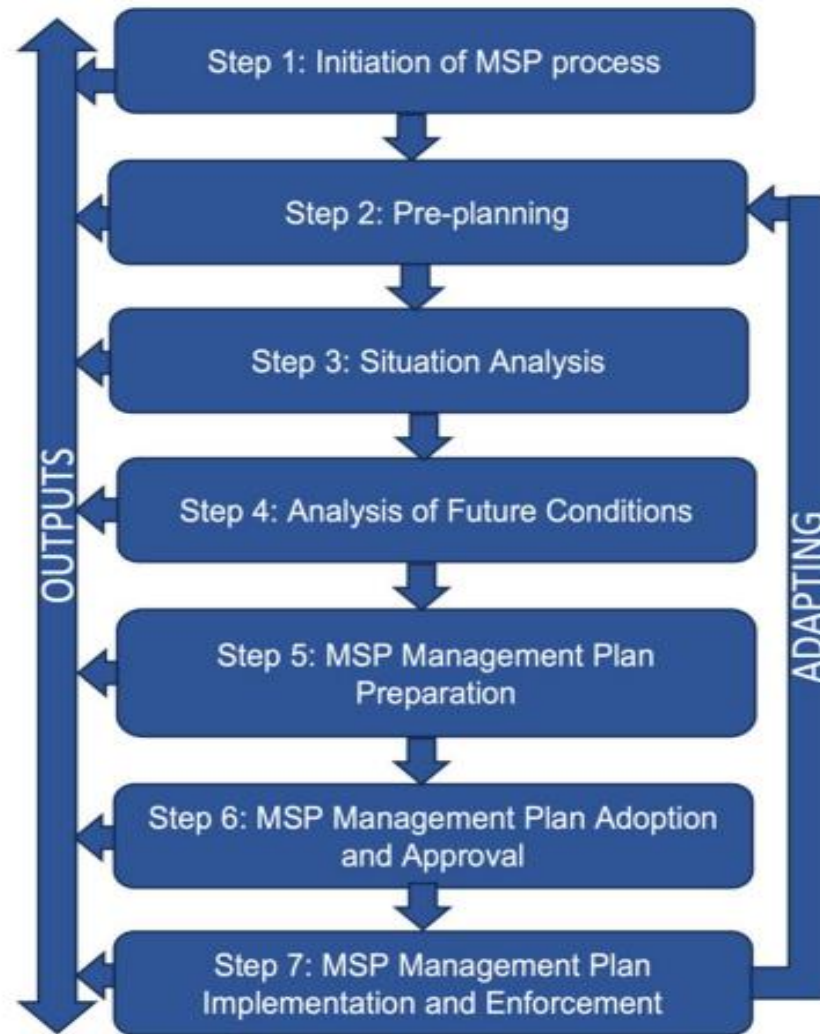 Step 1: Initiation of MSP process
Step 2: Pre-planning
Step 3: Situation Analysis
Step 4: Analysis of Future Conditions
Step 5: MSP Management Plan
Preparation
Step 6: MSP Management Plan Adoption
and Approval
Step 7: MSP Management Plan
Implementation and Enforcement
OUTPUTS
ADAPTING